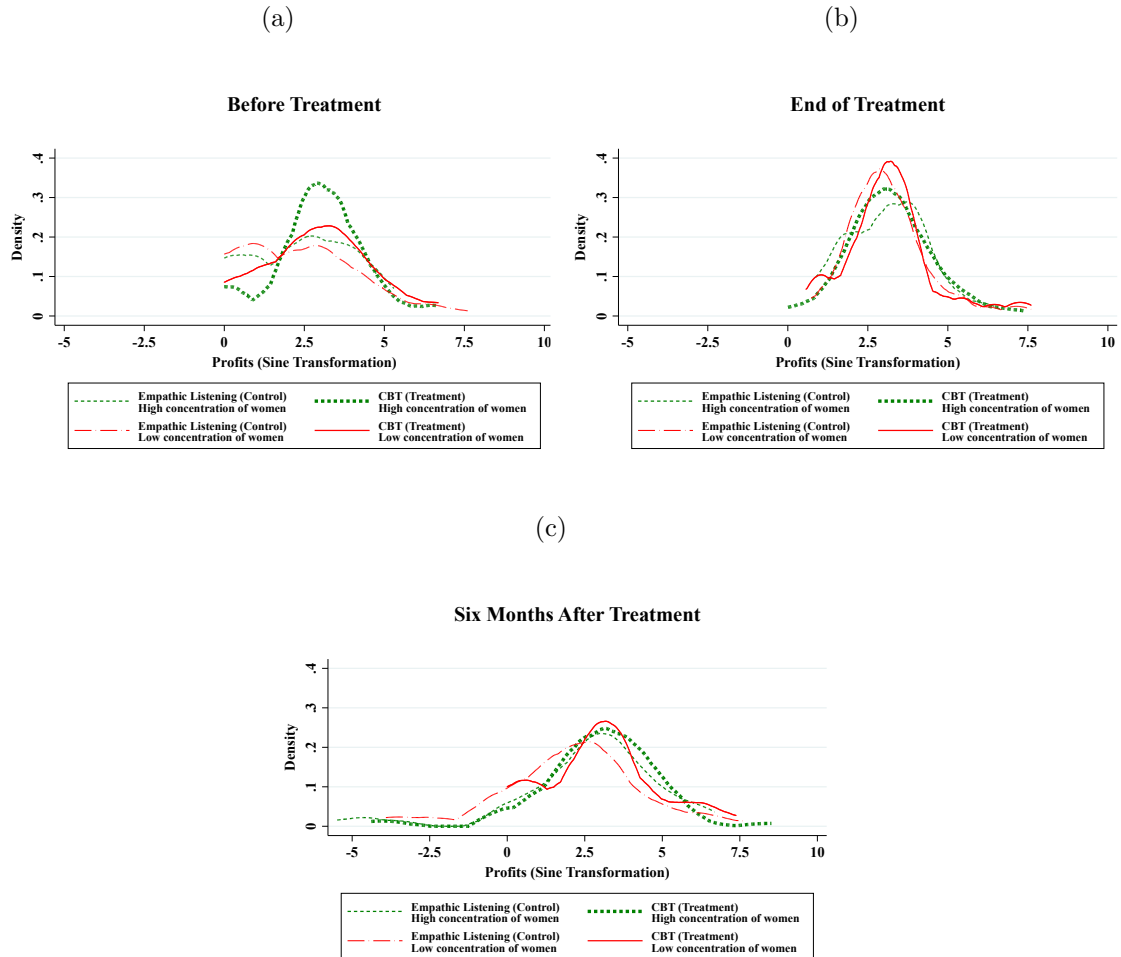 (a)
(b)
Before Treatment
End of Treatment
.4
.3
.2
.1
0
Density
-5 -2.5 0 2.5 5 7.5 10
Profits (Sine Transformation)
Empathic Listening (Control)
High concentration of women
CBT (Treatment)
High concentration of women
Empathic Listening (Control)
Low concentration of women
CBT (Treatment)
Low concentration of women
.4
.3
.2
.1
0
Density
-5 -2.5 0 2.5 5 7.5 10
Profits (Sine Transformation)
Empathic Listening (Control)
High concentration of women
CBT (Treatment)
High concentration of women
Empathic Listening (Control)
Low concentration of women
CBT (Treatment)
Low concentration of women
(c)
Six Months After Treatment
.4
.3
.2
.1
0
Density
-5 -2.5 0 2.5 5 7.5 10
Profits (Sine Transformation)
Empathic Listening (Control)
High concentration of women
CBT (Treatment)
High concentration of women
Empathic Listening (Control)
Low concentration of women
CBT (Treatment)
Low concentration of women